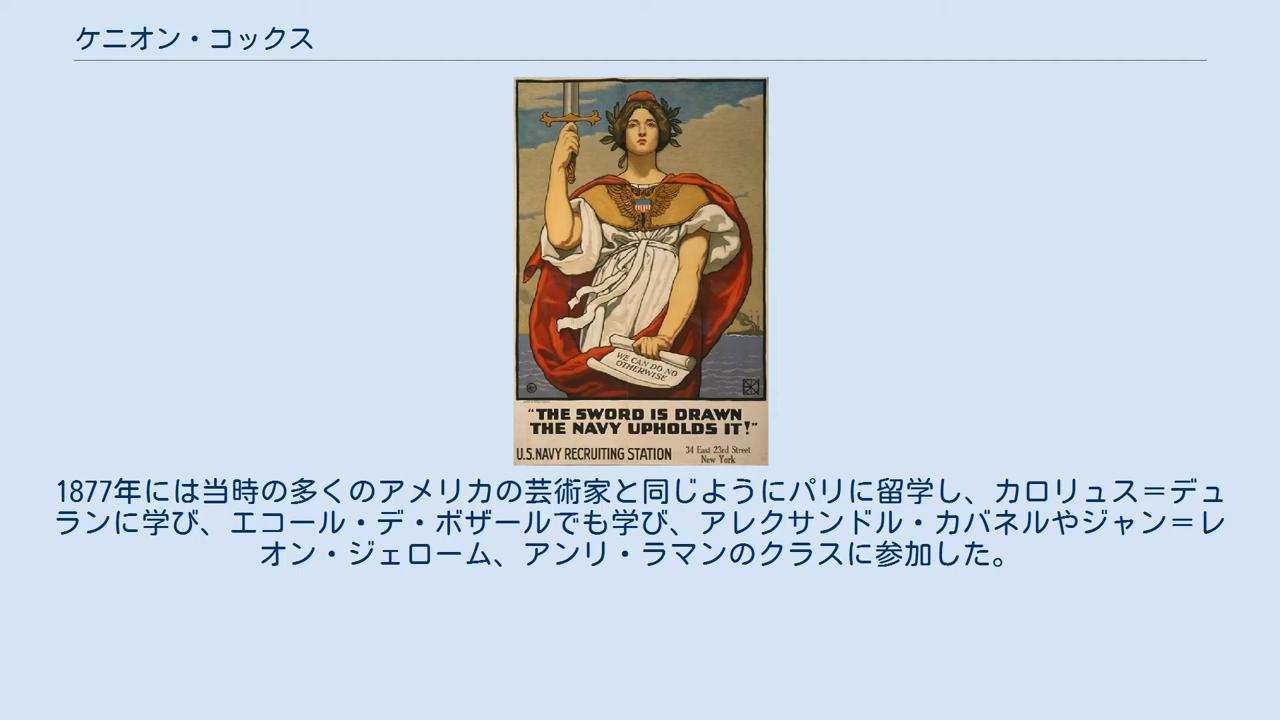 ケニオン・コックス
WE CAN DO NO
OTHERWISE
"THE SWORD IS DRAWN
THE NAVY UPHOLDS IT!"
U.S. NAVY RECRUITING STATION
34 East 23rd Street
New York
1877年には当時の多くのアメリカの芸術家と同じようにパリに留学し、カロリュス＝デュ
ランに学び、エコール・デ・ボザールでも学び、アレクサンドル・カバネルやジャン＝レ
オン・ジェローム、アンリ・ラマンのクラスに参加した。